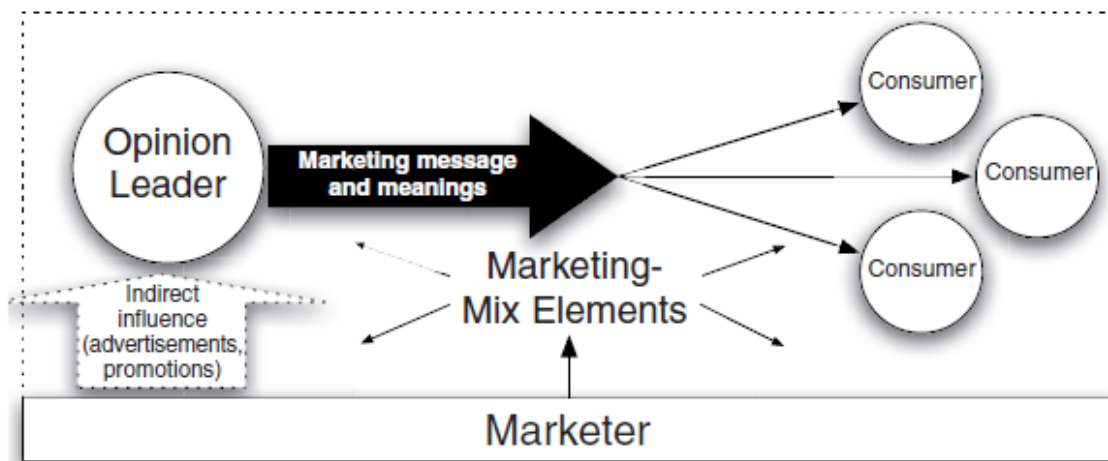 Opinion
Leader
Marketing message
and meanings
Consumer
Consumer
Consumer
Indirect
influence
(advertisements,
promotions)
Marketing-
Mix Elements
Marketer